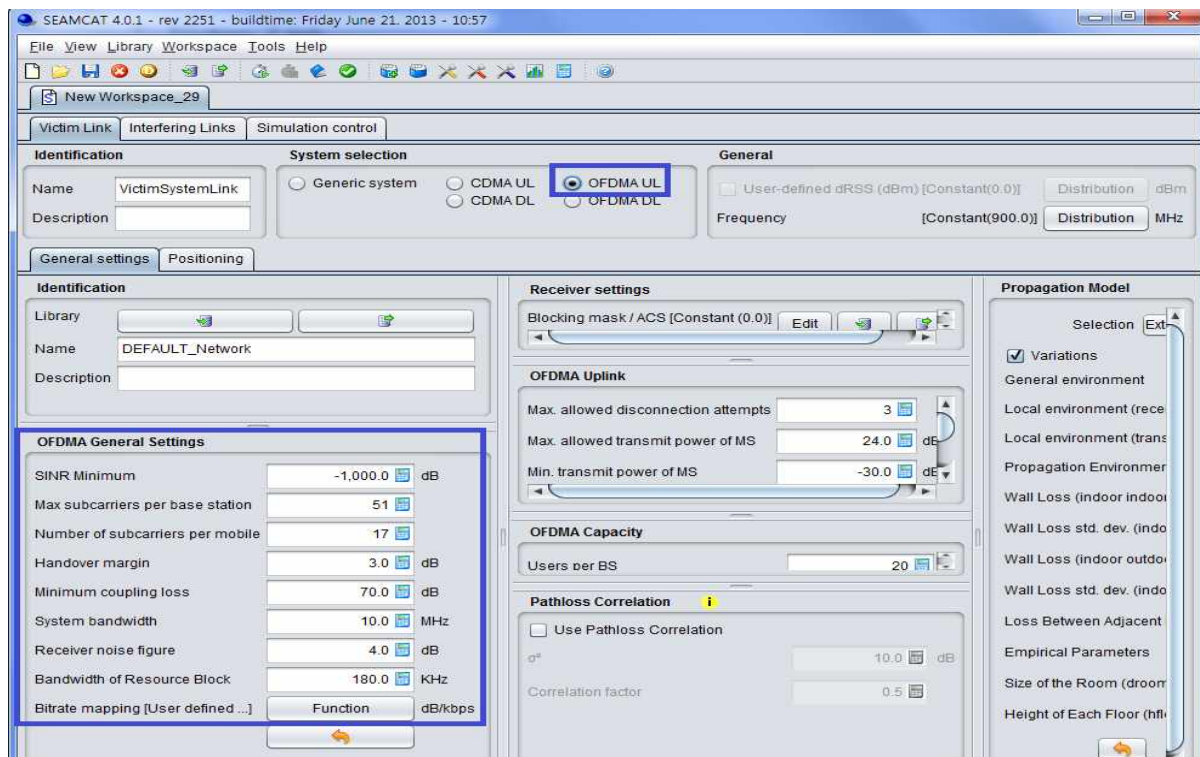 SEAMCAT 4.0.1 - rev 2251 - buildtime: Friday June 21. 2013 - 10:57
File View Library Workspace Tools Help
New Workspace_29
Victim Link Interfering Links Simulation control
Identification
Name VictimSystemLink
Description
System selection
Generic system CDMA UL OFDMA UL
CDMA DL OFDMA DL
General
User-defined dRSS (dBm) [Constant(0.0)] Distribution dBm
Frequency [Constant(900.0)] Distribution MHz
General settings Positioning
Identification
Library
Name DEFAULT_Network
Description
OFDMA General Settings
SINR Minimum -1,000.0 dB
Max subcarriers per base station 51
Number of subcarriers per mobile 17
Handover margin 3.0 dB
Minimum coupling loss 70.0 dB
System bandwidth 10.0 MHz
Receiver noise figure 4.0 dB
Bandwidth of Resource Block 180.0 KHz
Bitrate mapping [User defined ...] Function dB/kbps
Receiver settings
Blocking mask / ACS [Constant (0.0)] Edit
OFDMA Uplink
Max. allowed disconnection attempts 3
Max. allowed transmit power of MS 24.0 dB
Min. transmit power of MS -30.0 dB
OFDMA Capacity
Users per BS 20
Pathloss Correlation i
Use Pathloss Correlation
σ² 10.0 dB
Correlation factor 0.5
Propagation Model
Selection Ext
Variations
General environment
Local environment (rece
Local environment (trans
Propagation Environmer
Wall Loss (indoor indoor
Wall Loss std. dev. (indo
Wall Loss (indoor outdo
Wall Loss std. dev. (indo
Loss Between Adjacent
Empirical Parameters
Size of the Room (droom
Height of Each Floor (hfl